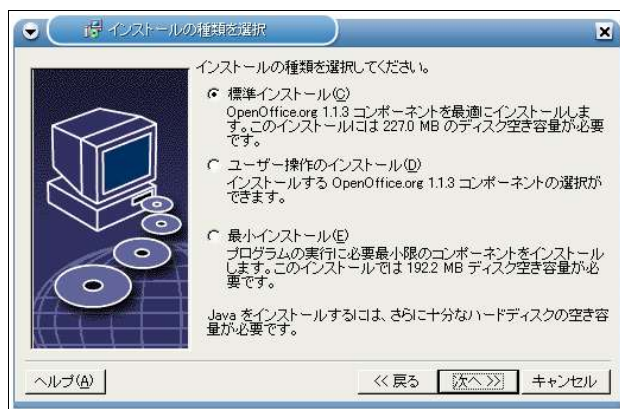 インストールの種類を選択
インストールの種類を選択してください。
標準インストール(C)
OpenOffice.org 1.1.3 コンポーネントを最適にインストールしま
す。このインストールには 227.0 MB のディスク空き容量が必要
です。
ユーザー操作のインストール(D)
インストールする OpenOffice.org 1.1.3 コンポーネントの選択が
できます。
最小インストール(E)
プログラムの実行に必要最小限のコンポーネントをインストール
します。このインストールでは 192.2 MB ディスク空き容量が必
要です。
Java をインストールするには、さらに十分なハードディスクの空き容
量が必要です。
ヘルプ(A)
<< 戻る
次へ >>
キャンセル